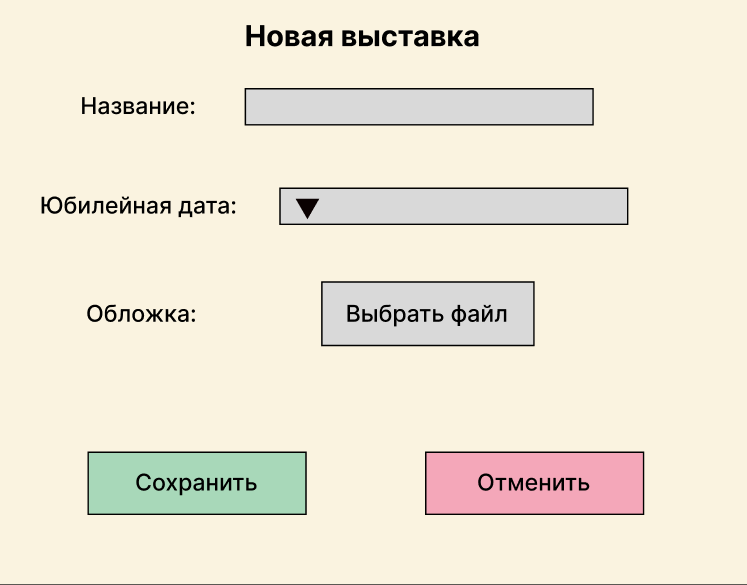 Новая выставка
Название:
Юбилейная дата:
Обложка:
Выбрать файл
Сохранить
Отменить